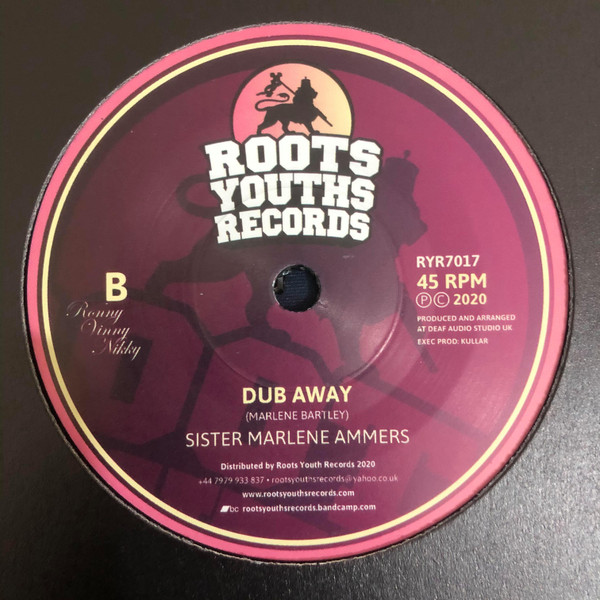 ROOTS
YOUTHS
RECORDS
B
Ronny
Vinny
Nikky
RYR7017
45 RPM
Ⓟ© 2020
PRODUCED AND ARRANGED
AT DEAF AUDIO STUDIO UK
EXEC PROD: KULLAR
DUB AWAY
(MARLENE BARTLEY)
SISTER MARLENE AMMERS
Distributed by Roots Youth Records 2020
+44 7979 933 837 • rootsyouthsrecords@yahoo.co.uk
www.rootsyouthsrecords.com
bc rootsyouthsrecords.bandcamp.com